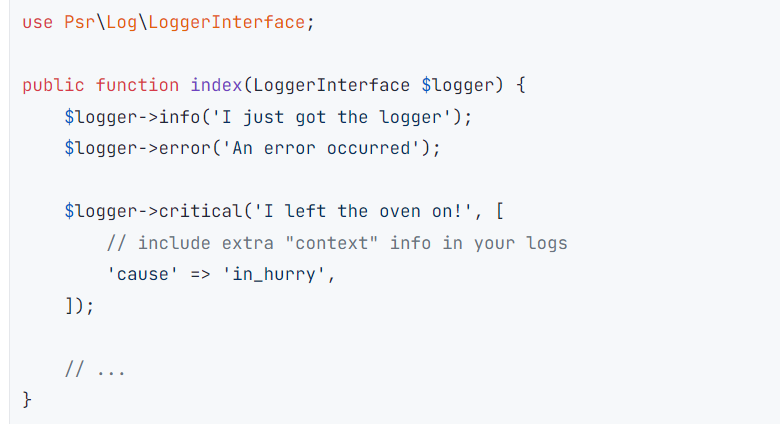 use Psr\Log\LoggerInterface;
public function index(LoggerInterface $logger) {
    $logger->info('I just got the logger');
    $logger->error('An error occurred');
    $logger->critical('I left the oven on!', [
        // include extra "context" info in your logs
        'cause' => 'in_hurry',
    ]);
    // ...
}